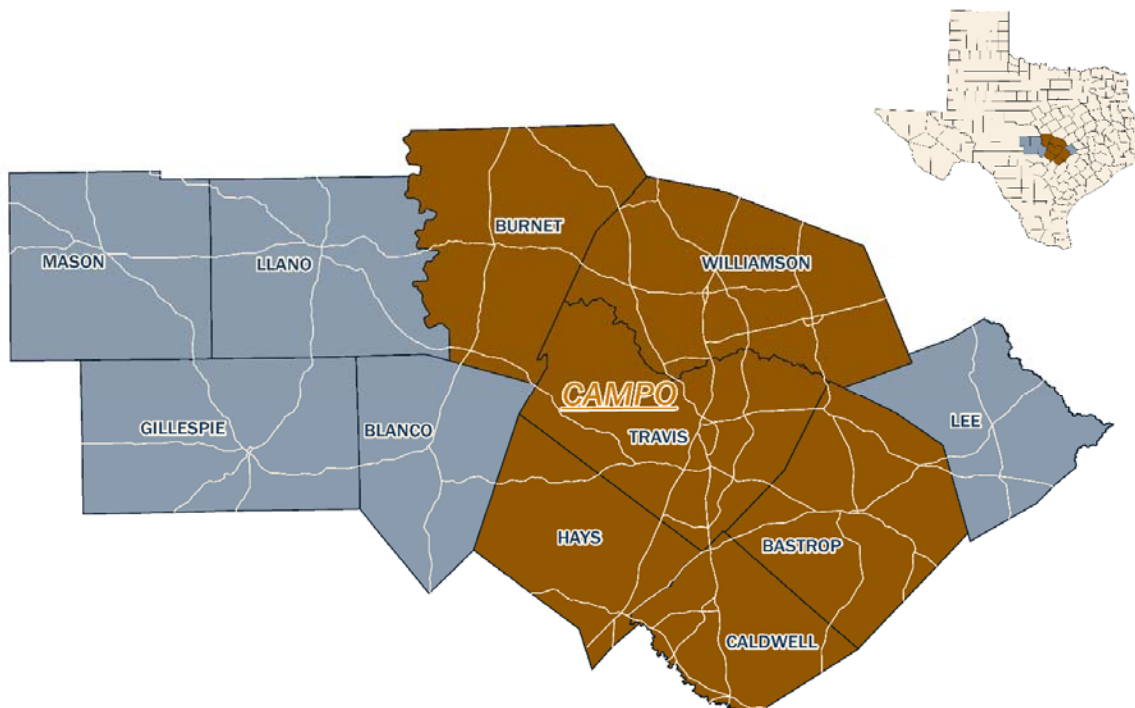 BURNET
MASON
LLANO
WILLIAMSON
CAMPO
GILLESPIE
BLANCO
TRAVIS
LEE
HAYS
BASTROP
CALDWELL